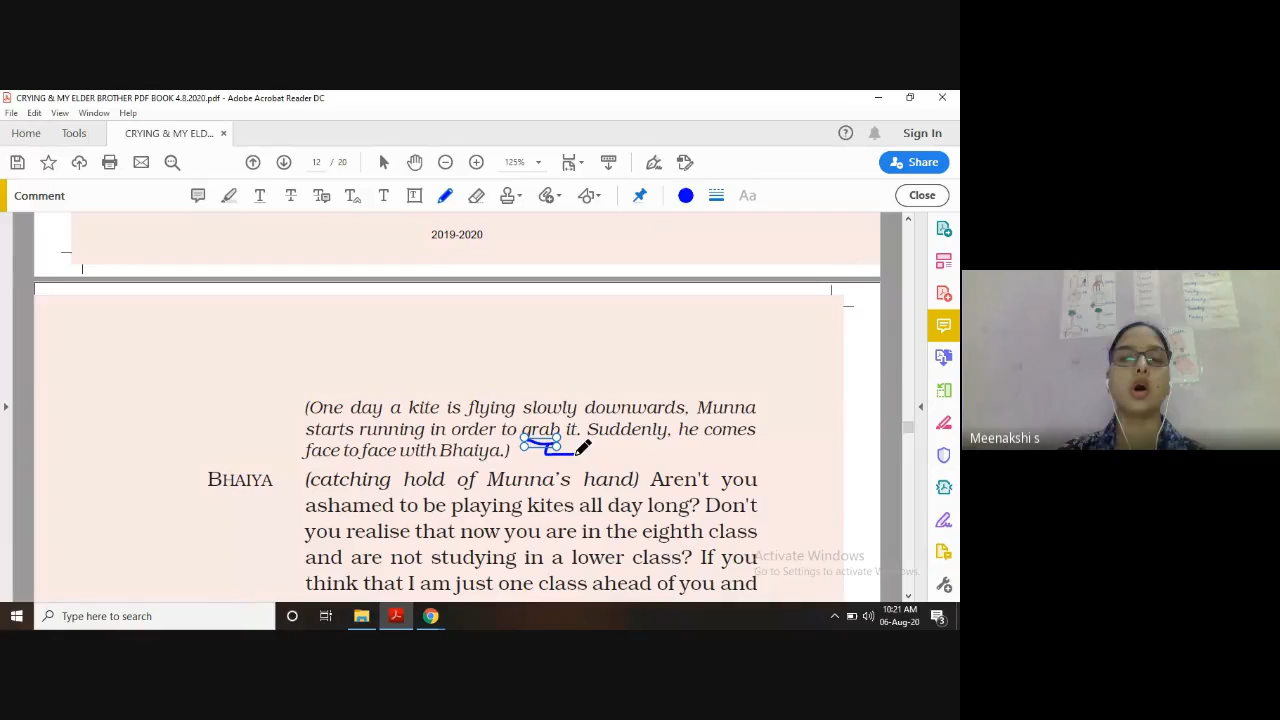 CRYING & MY ELDER BROTHER PDF BOOK 4.8.2020.pdf - Adobe Acrobat Reader DC
File Edit View Window Help
Home Tools CRYING & MY ELD... × Sign In
12 / 20 125% Share
Comment Aa Close
2019-2020
(One day a kite is flying slowly downwards, Munna
starts running in order to grab it. Suddenly, he comes
face to face with Bhaiya.)
BHAIYA (catching hold of Munna's hand) Aren't you
ashamed to be playing kites all day long? Don't
you realise that now you are in the eighth class
and are not studying in a lower class? If you
think that I am just one class ahead of you and
Activate Windows
Go to Settings to activate Windows.
Meenakshi s
Type here to search
10:21 AM
06-Aug-20
3